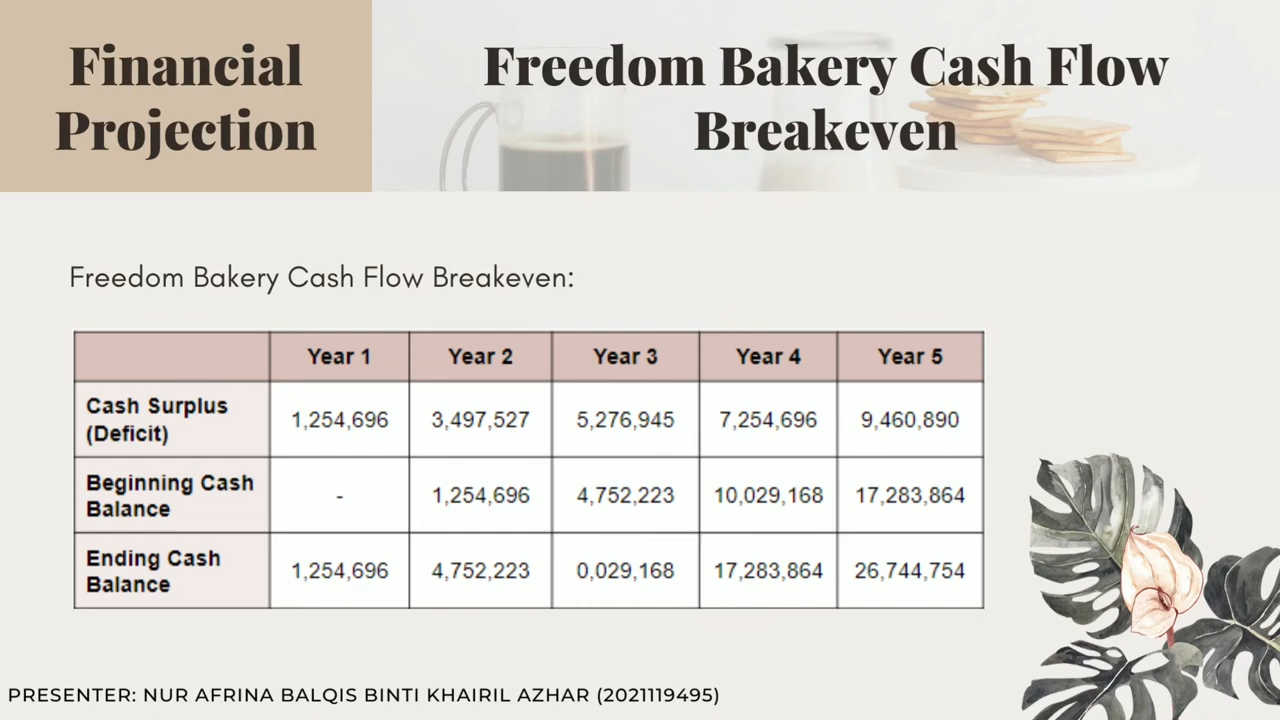 Financial
Projection
Freedom Bakery Cash Flow
Breakeven
Freedom Bakery Cash Flow Breakeven:
Year 1 Year 2 Year 3 Year 4 Year 5
Cash Surplus
(Deficit) 1,254,696 3,497,527 5,276,945 7,254,696 9,460,890
Beginning Cash
Balance - 1,254,696 4,752,223 10,029,168 17,283,864
Ending Cash
Balance 1,254,696 4,752,223 0,029,168 17,283,864 26,744,754
PRESENTER: NUR AFRINA BALQIS BINTI KHAIRIL AZHAR (2021119495)